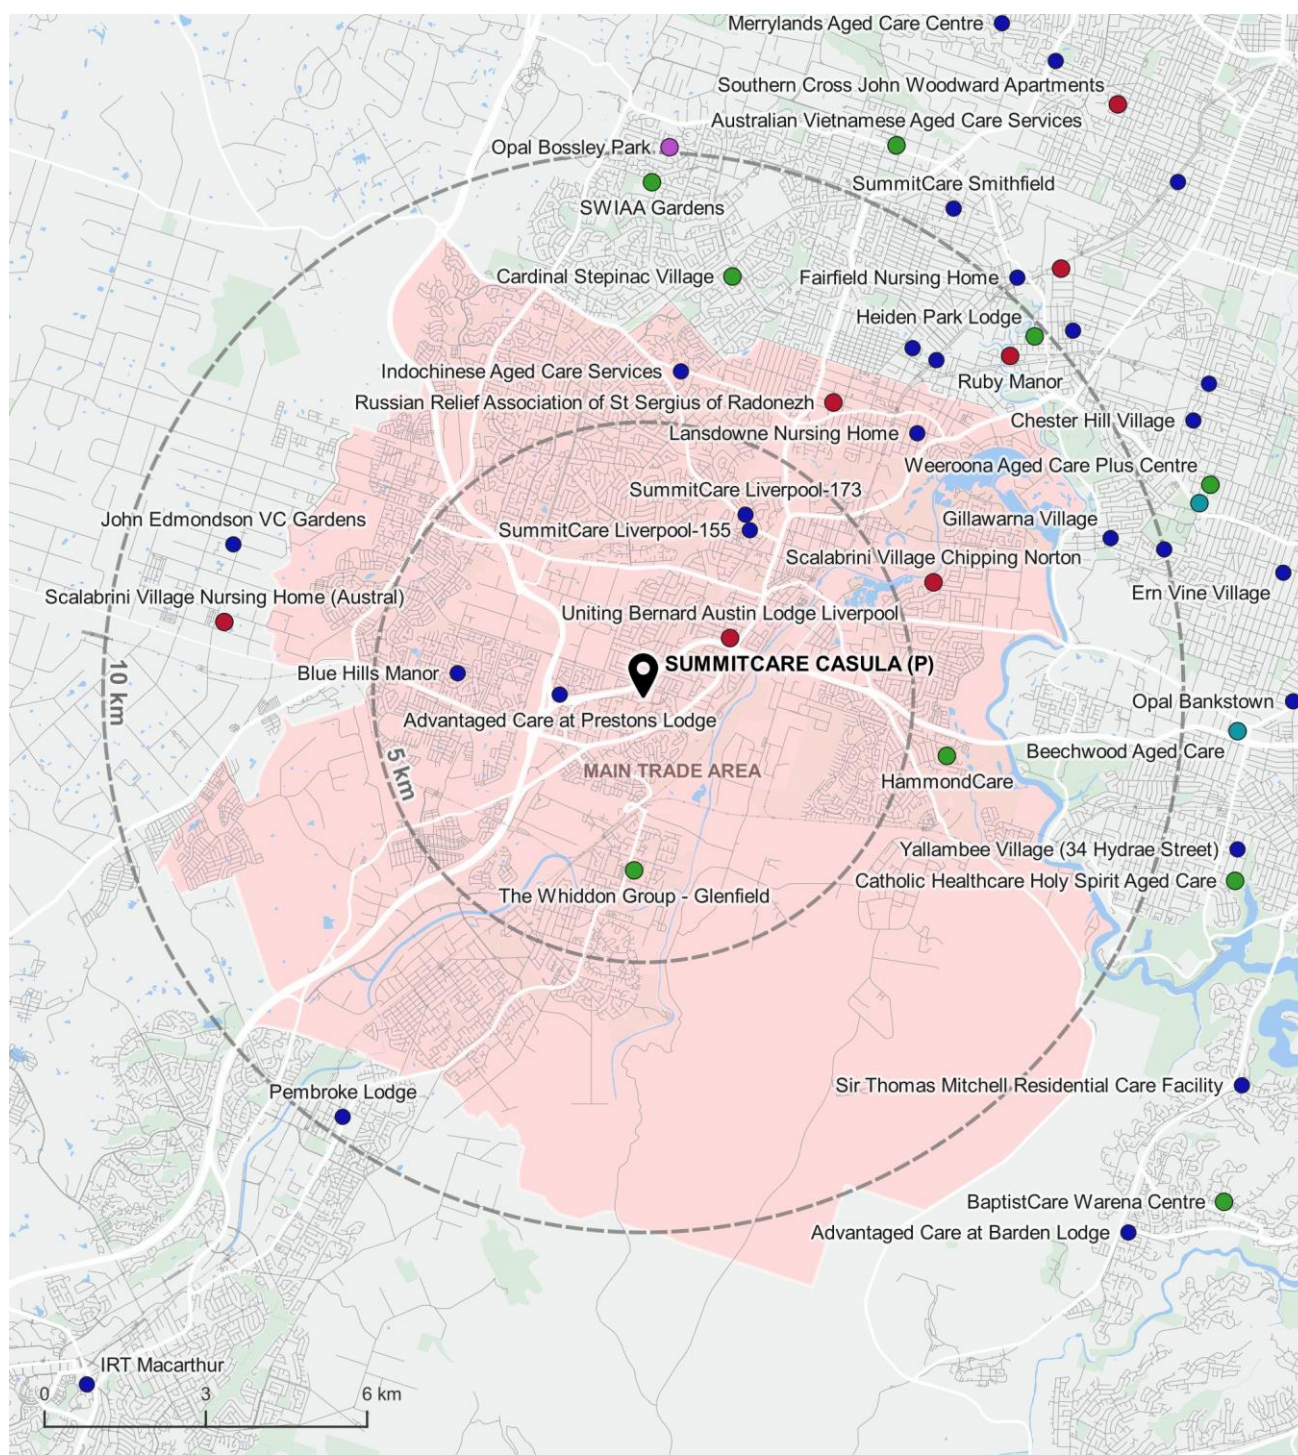 Merrylands Aged Care Centre
Southern Cross John Woodward Apartments
Australian Vietnamese Aged Care Services
Opal Bossley Park
SummitCare Smithfield
SWIAA Gardens
Cardinal Stepinac Village
Fairfield Nursing Home
Heiden Park Lodge
Indochinese Aged Care Services
Ruby Manor
Russian Relief Association of St Sergius of Radonezh
Chester Hill Village
Lansdowne Nursing Home
Weeroona Aged Care Plus Centre
SummitCare Liverpool-173
John Edmondson VC Gardens
Gillawarna Village
SummitCare Liverpool-155
Scalabrini Village Chipping Norton
Ern Vine Village
Scalabrini Village Nursing Home (Austral)
Uniting Bernard Austin Lodge Liverpool
SUMMITCARE CASULA (P)
Blue Hills Manor
10 km
Opal Bankstown
Advantaged Care at Prestons Lodge
Beechwood Aged Care
5 km
MAIN TRADE AREA
HammondCare
Yallambee Village (34 Hydrae Street)
Catholic Healthcare Holy Spirit Aged Care
The Whiddon Group - Glenfield
Sir Thomas Mitchell Residential Care Facility
Pembroke Lodge
BaptistCare Warena Centre
Advantaged Care at Barden Lodge
IRT Macarthur
0 3 6 km